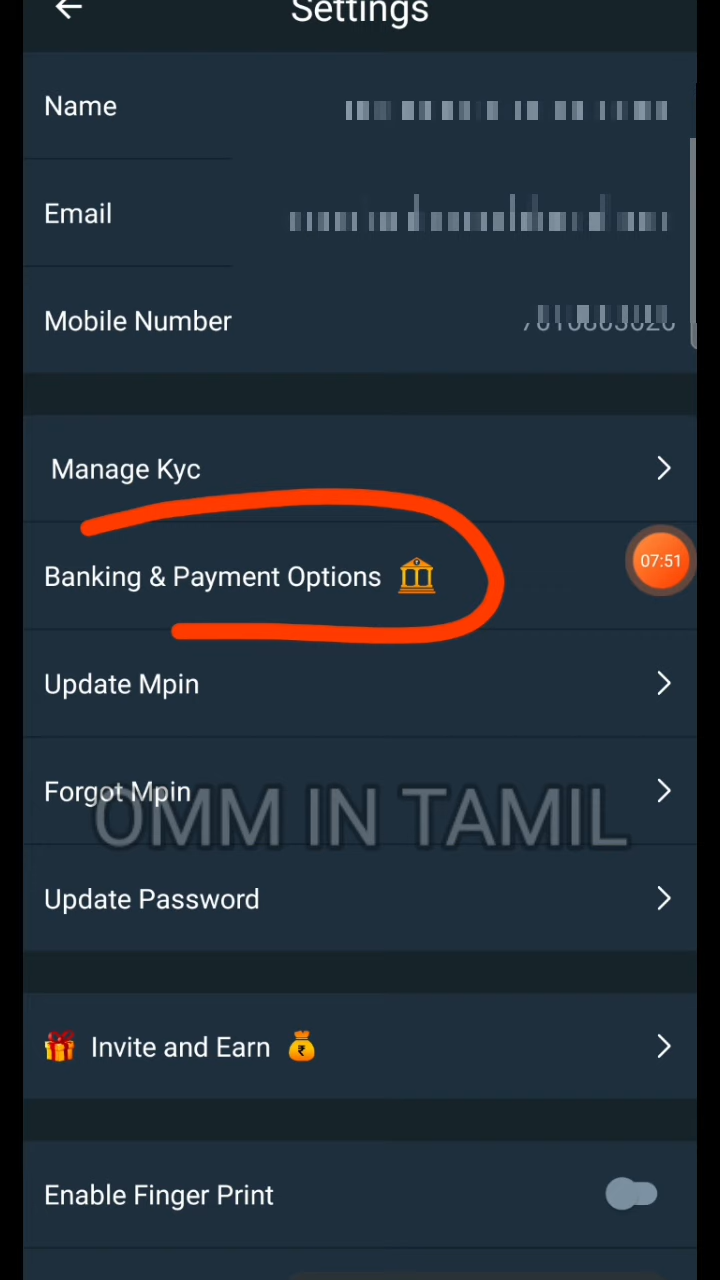 Settings
Name
Email
Mobile Number
Manage Kyc
Banking & Payment Options
07:51
Update Mpin
Forgot Mpin
OMM IN TAMIL
Update Password
Invite and Earn
Enable Finger Print